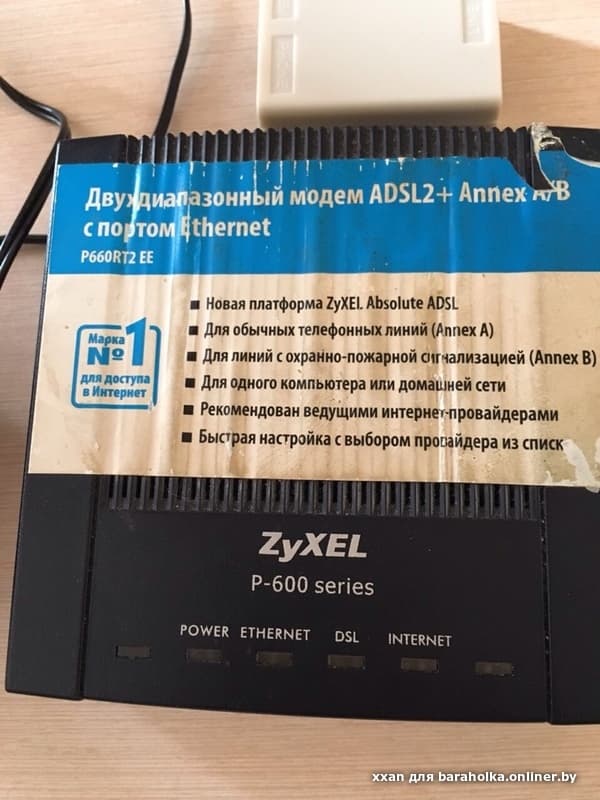 Двухдиапазонный модем ADSL2+ Annex A/B
с портом Ethernet
P660RT2 EE
Марка
№1
для доступа
в Интернет
■ Новая платформа ZyXEL Absolute ADSL
■ Для обычных телефонных линий (Annex A)
■ Для линий с охранно-пожарной сигнализацией (Annex B)
■ Для одного компьютера или домашней сети
■ Рекомендован ведущими интернет-провайдерами
■ Быстрая настройка с выбором провайдера из списк
ZyXEL
P-600 series
POWER ETHERNET DSL INTERNET
xxan для baraholka.onliner.by